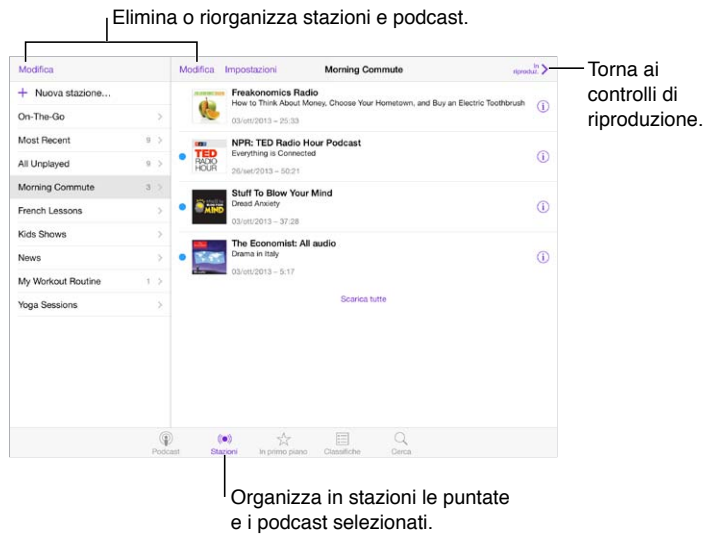 Elimina o riorganizza stazioni e podcast.
Modifica
Modifica Impostazioni Morning Commute In riproduz.
Torna ai
controlli di
riproduzione.
+ Nuova stazione...
On-The-Go
Most Recent 9
All Unplayed 9
Morning Commute 3
French Lessons
Kids Shows
News
My Workout Routine 1
Yoga Sessions
Freakonomics Radio
How to Think About Money, Choose Your Hometown, and Buy an Electric Toothbrush
03/ott/2013 – 25:33
TED
RADIO
HOUR
NPR: TED Radio Hour Podcast
Everything is Connected
26/set/2013 – 50:21
MIND
Stuff To Blow Your Mind
Dread Anxiety
03/ott/2013 – 37:28
The Economist: All audio
Drama in Italy
03/ott/2013 – 5:17
Scarica tutte
Podcast Stazioni In primo piano Classifiche Cerca
Organizza in stazioni le puntate
e i podcast selezionati.